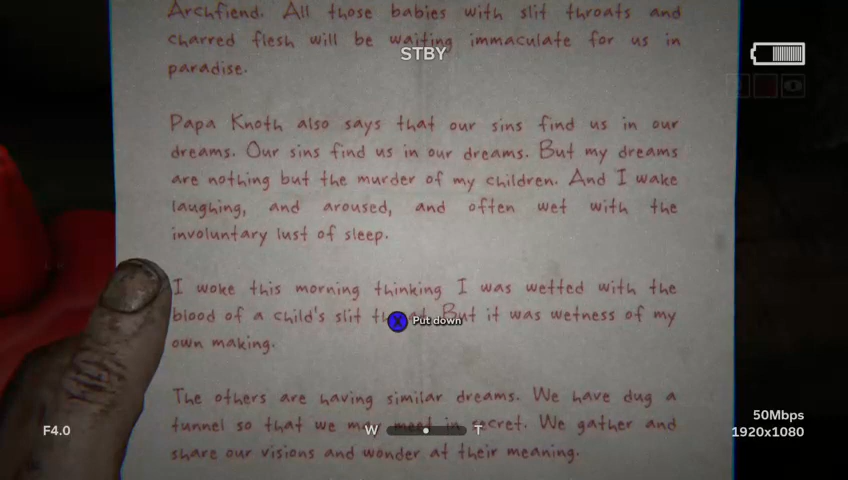 Archfiend. All those babies with slit throats and
charred flesh will be waiting immaculate for us in
STBY
paradise.
Papa Knoth also says that our sins find us in our
dreams. Our sins find us in our dreams. But my dreams
are nothing but the murder of my children. And I wake
laughing, and aroused, and often wet with the
involuntary lust of sleep.
I woke this morning thinking I was wetted with the
blood of a child's slit But it was wetness of my
X Put down
own making.
The others are having similar dreams. We have dug a
tunnel so that we may meet in secret. We gather and
share our visions and wonder at their meaning.
F4.0
W T
50Mbps
1920x1080